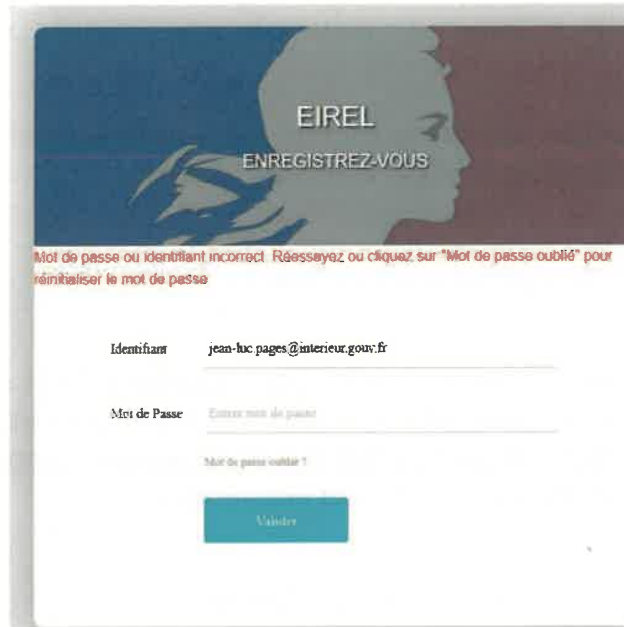 EIREL
ENREGISTREZ-VOUS
Mot de passe ou identifiant incorrect. Réessayez ou cliquez sur "Mot de passe oublié" pour
réinitialiser le mot de passe
Identifiant jean-luc.pages@interieur.gouv.fr
Mot de Passe Entrez mot de passe
Mot de passe oublié ?
Valider